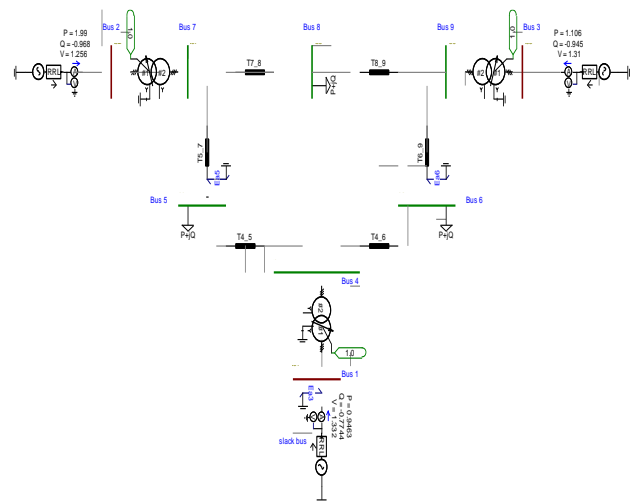 Bus 2
Bus 7
Bus 8
Bus 9
Bus 3
P = 1.99
Q = -0.968
V = 1.256
1.0
1.0
P = 1.106
Q = -0.945
V = 1.31
RRL
A
V
#1
#2
T7_8
P+jQ
T8_9
#2
#1
A
V
RRL
T5_7
T6_9
Bus 5
Bus 6
P+jQ
P+jQ
T4_5
T4_6
Bus 4
#2
#1
1.0
Bus 1
P = 0.9463
Q = -0.7744
V = 1.332
slack bus
RRL